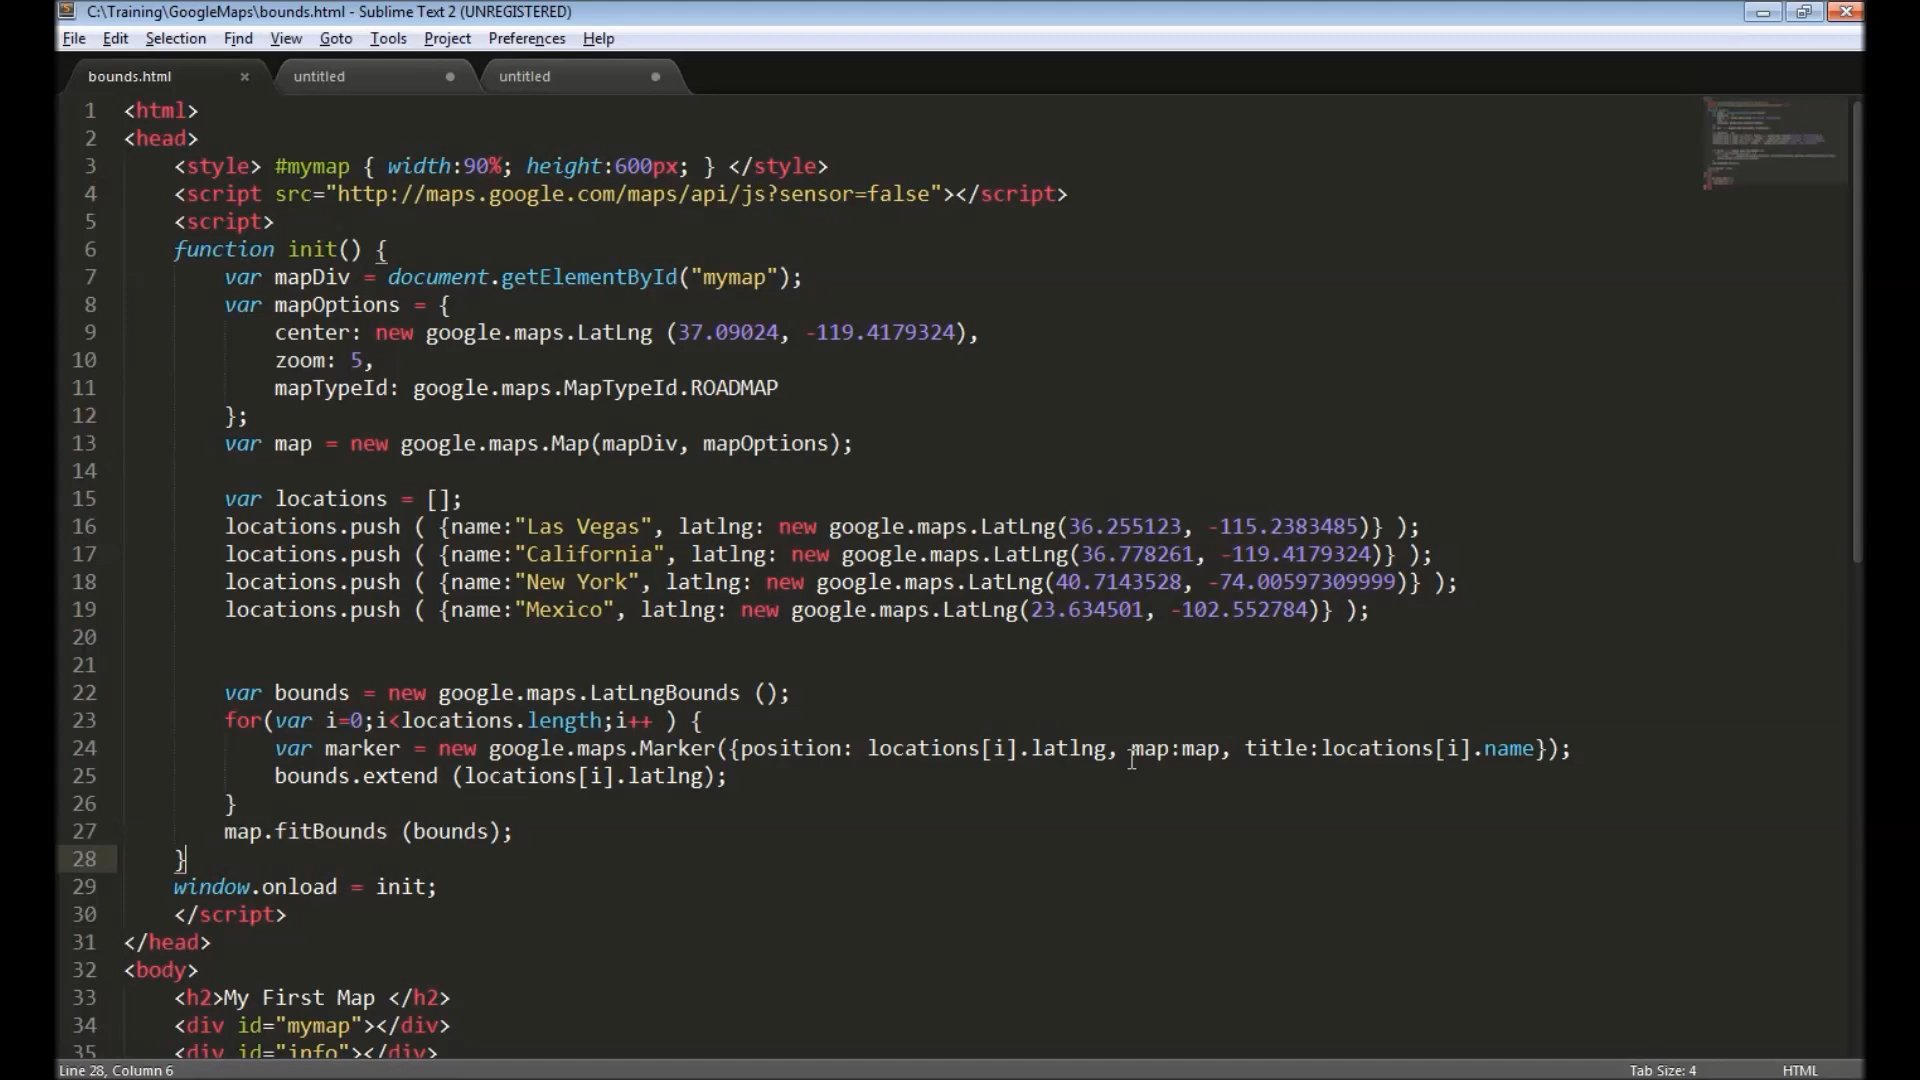 C:\Training\GoogleMaps\bounds.html - Sublime Text 2 (UNREGISTERED)
File Edit Selection Find View Goto Tools Project Preferences Help
bounds.html × untitled untitled
1 <html>
2 <head>
3     <style> #mymap { width:90%; height:600px; } </style>
4     <script src="http://maps.google.com/maps/api/js?sensor=false"></script>
5     <script>
6     function init() {
7         var mapDiv = document.getElementById("mymap");
8         var mapOptions = {
9             center: new google.maps.LatLng (37.09024, -119.4179324),
10             zoom: 5,
11             mapTypeId: google.maps.MapTypeId.ROADMAP
12         };
13         var map = new google.maps.Map(mapDiv, mapOptions);
14
15         var locations = [];
16         locations.push ( {name:"Las Vegas", latlng: new google.maps.LatLng(36.255123, -115.2383485)} );
17         locations.push ( {name:"California", latlng: new google.maps.LatLng(36.778261, -119.4179324)} );
18         locations.push ( {name:"New York", latlng: new google.maps.LatLng(40.7143528, -74.00597309999)} );
19         locations.push ( {name:"Mexico", latlng: new google.maps.LatLng(23.634501, -102.552784)} );
20
21
22         var bounds = new google.maps.LatLngBounds ();
23         for(var i=0;i<locations.length;i++ ) {
24             var marker = new google.maps.Marker({position: locations[i].latlng, map:map, title:locations[i].name});
25             bounds.extend (locations[i].latlng);
26         }
27         map.fitBounds (bounds);
28     }
29     window.onload = init;
30     </script>
31 </head>
32 <body>
33     <h2>My First Map </h2>
34     <div id="mymap"></div>
35     <div id="info"></div>
Line 28, Column 6 Tab Size: 4 HTML